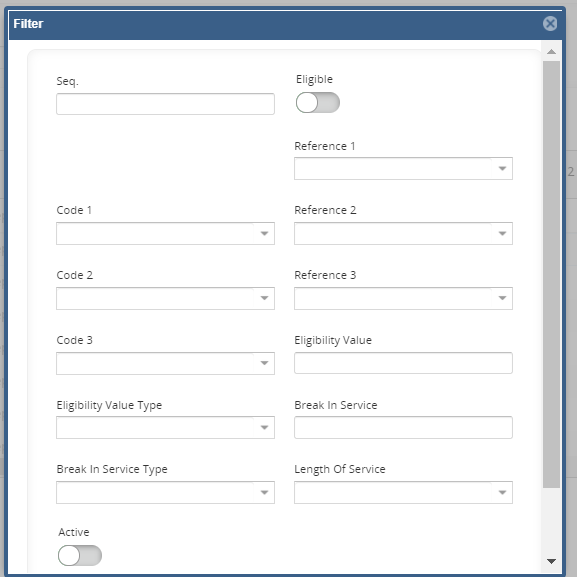 Filter
Seq.
Eligible
Reference 1
2
Code 1
Reference 2
Code 2
Reference 3
Code 3
Eligibility Value
Eligibility Value Type
Break In Service
Break In Service Type
Length Of Service
Active